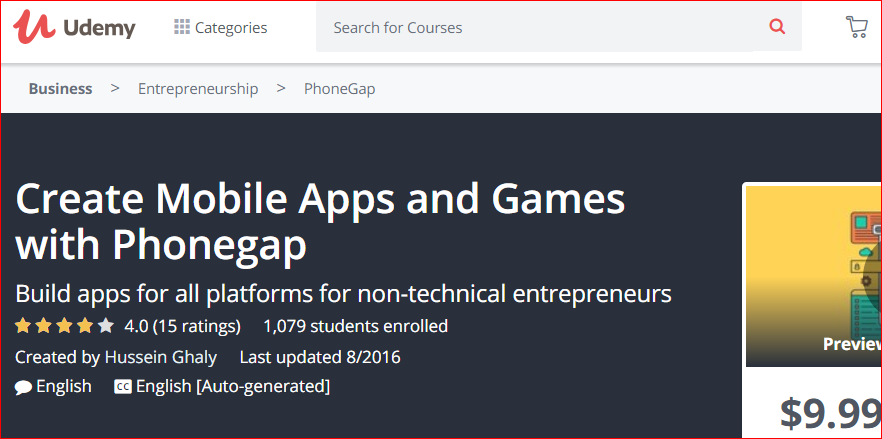 Udemy
Categories
Search for Courses
Business > Entrepreneurship > PhoneGap
Create Mobile Apps and Games
with Phonegap
Build apps for all platforms for non-technical entrepreneurs
4.0 (15 ratings) 1,079 students enrolled
Created by Hussein Ghaly Last updated 8/2016
English CC English [Auto-generated]
Preview
$9.99